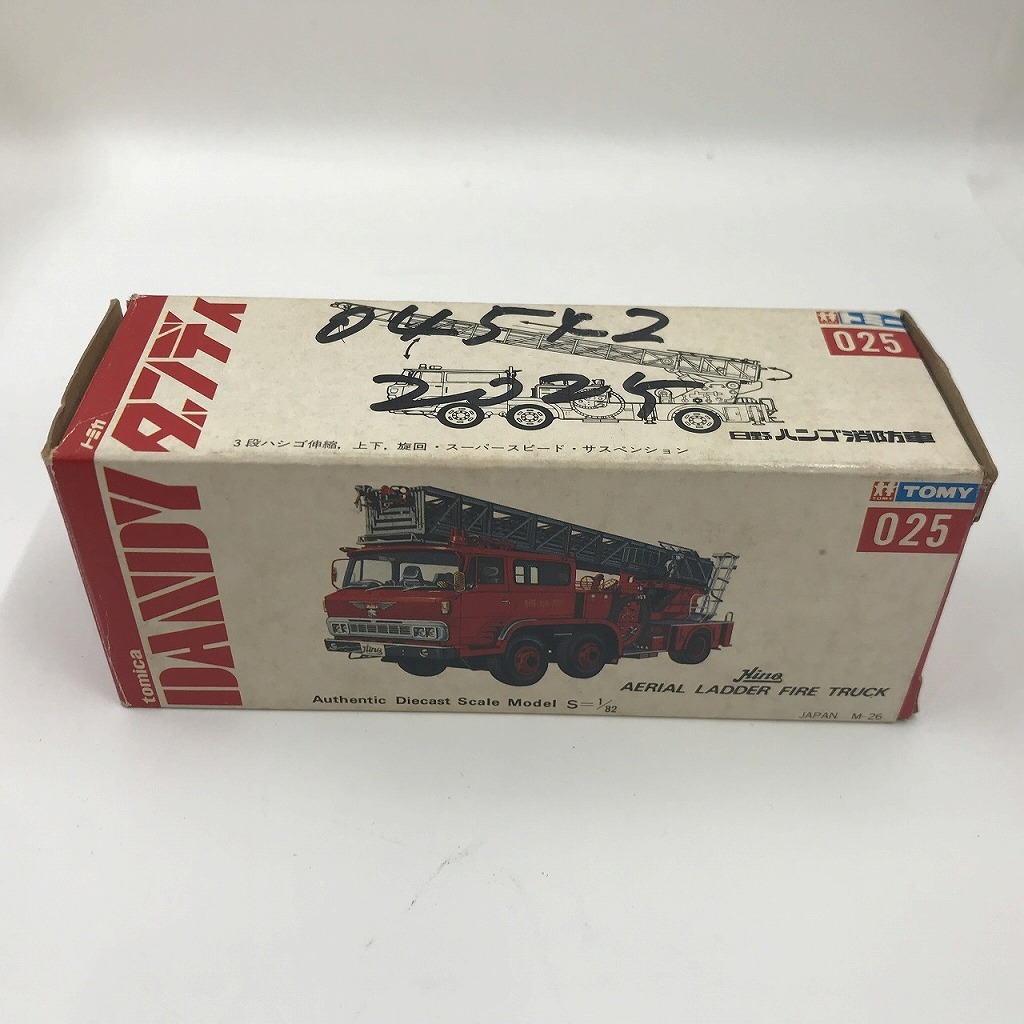 トミー
025
トミカ
ダンディ
3段ハシゴ伸縮，上下，旋回・スーパースピード・サスペンション
日野 ハシゴ消防車
TOMY
025
tomica
DANDY
Hino
Hino
AERIAL LADDER FIRE TRUCK
Authentic Diecast Scale Model S=1/82
JAPAN M-26